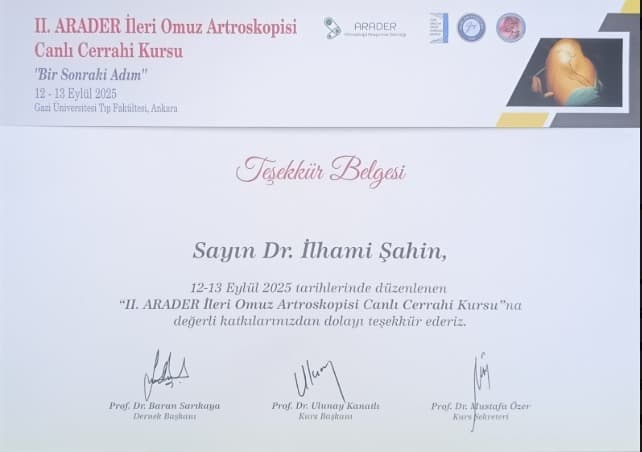 II. ARADER İleri Omuz Artroskopisi
Canlı Cerrahi Kursu
"Bir Sonraki Adım"
12 - 13 Eylül 2025
Gazi Üniversitesi Tıp Fakültesi, Ankara
ARADER
Teşekkür Belgesi
Sayın Dr. İlhami Şahin,
12-13 Eylül 2025 tarihlerinde düzenlenen
“II. ARADER İleri Omuz Artroskopisi Canlı Cerrahi Kursu”na
değerli katkılarınızdan dolayı teşekkür ederiz.
Prof. Dr. Baran Sarıkaya
Dernek Başkanı
Prof. Dr. Ulunay Kanatlı
Kurs Başkanı
Prof. Dr. Mustafa Özer
Kurs Sekreteri